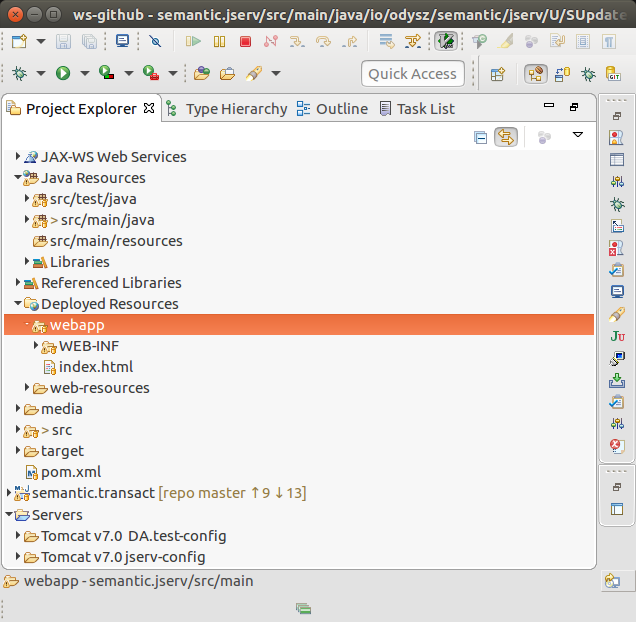 ws-github - semantic.jserv/src/main/java/io/odysz/semantic/jserv/U/SUpdate
Quick Access
Project Explorer Type Hierarchy Outline Task List
JAX-WS Web Services
Java Resources
src/test/java
> src/main/java
src/main/resources
Libraries
Referenced Libraries
Deployed Resources
webapp
WEB-INF
index.html
web-resources
media
> src
target
pom.xml
semantic.transact [repo master ↑9 ↓13]
Servers
Tomcat v7.0 DA.test-config
Tomcat v7.0 jserv-config
webapp - semantic.jserv/src/main